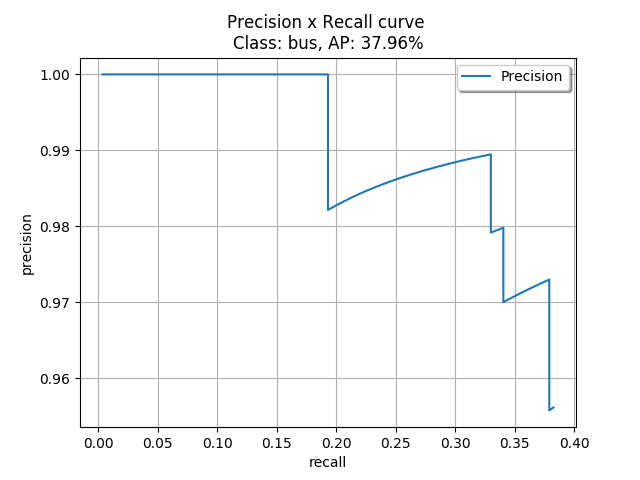 Precision x Recall curve
Class: bus, AP: 37.96%
Precision
1.00
0.99
0.98
0.97
0.96
precision
0.00 0.05 0.10 0.15 0.20 0.25 0.30 0.35 0.40
recall